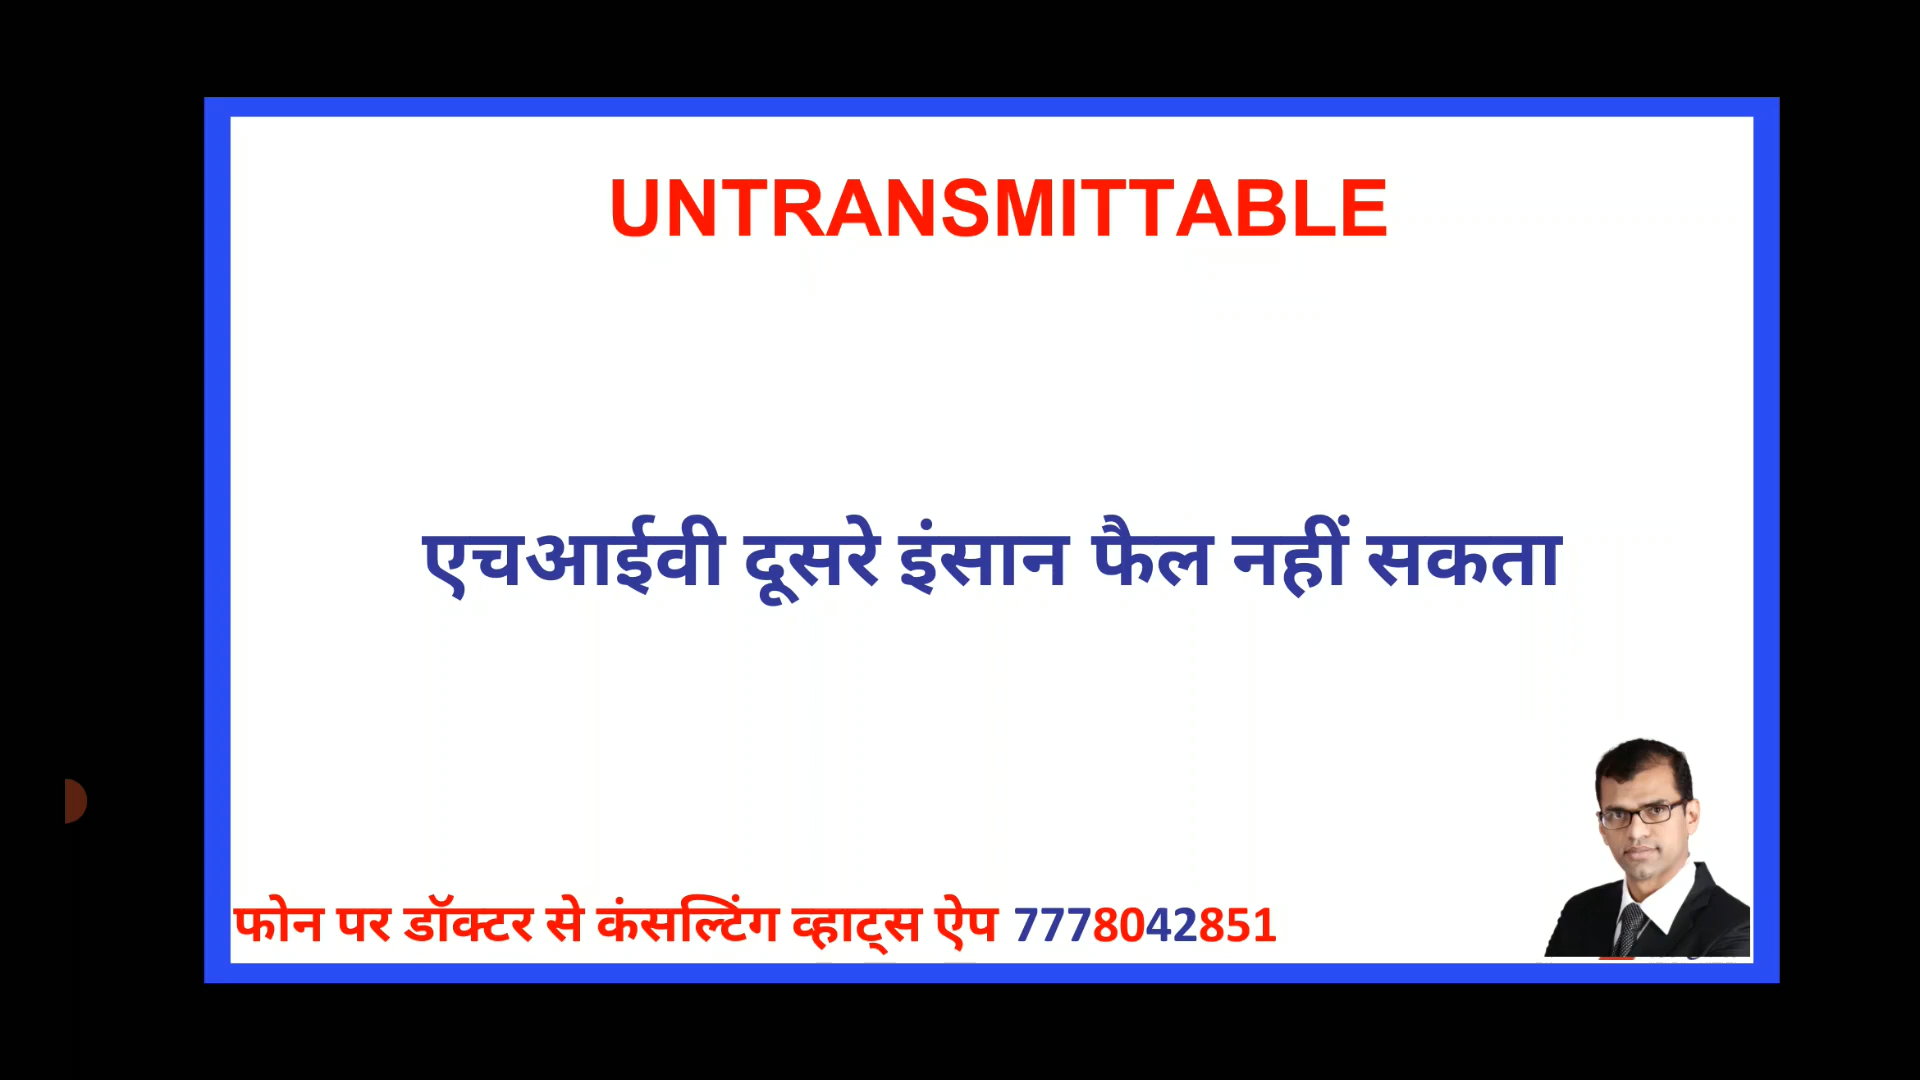 UNTRANSMITTABLE
एचआईवी दूसरे इंसान फैल नहीं सकता
फोन पर डॉक्टर से कंसल्टिंग व्हाट्स ऐप 7778042851